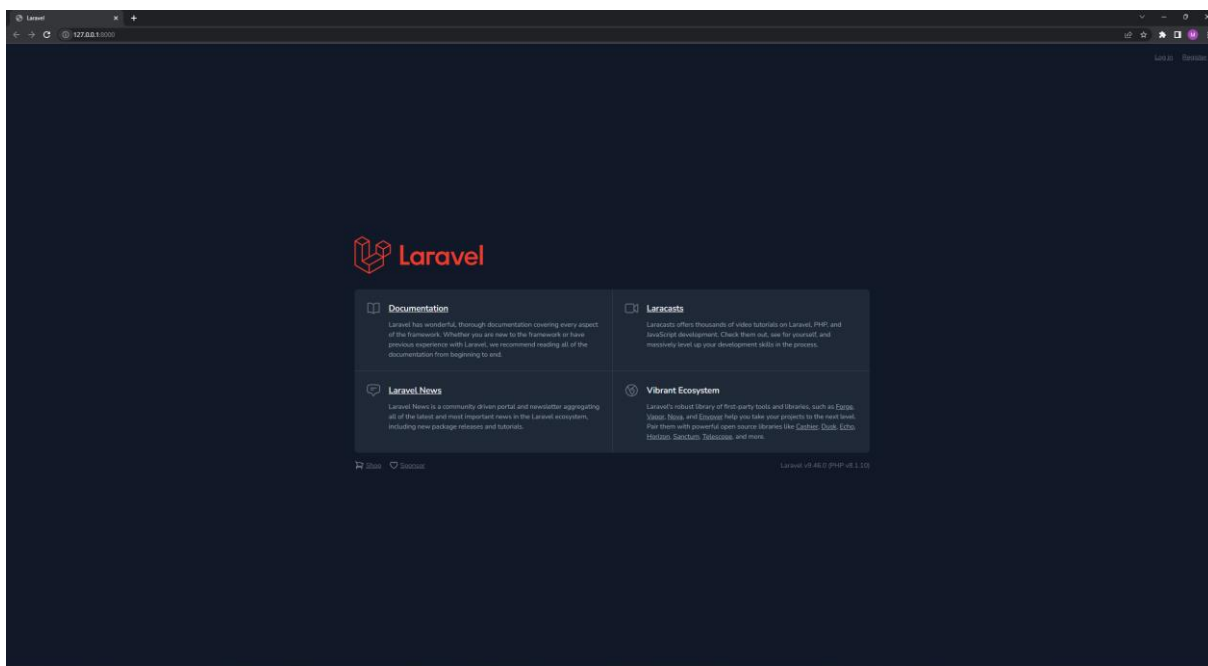 Laravel
127.0.0.1:8000
M
Log in Register
Laravel
Documentation
Laravel has wonderful, thorough documentation covering every aspect
of the framework. Whether you are new to the framework or have
previous experience with Laravel, we recommend reading all of the
documentation from beginning to end.
Laracasts
Laracasts offers thousands of video tutorials on Laravel, PHP, and
JavaScript development. Check them out, see for yourself, and
massively level up your development skills in the process.
Laravel News
Laravel News is a community driven portal and newsletter aggregating
all of the latest and most important news in the Laravel ecosystem,
including new package releases and tutorials.
Vibrant Ecosystem
Laravel's robust library of first-party tools and libraries, such as Forge,
Vapor, Nova, and Envoyer help you take your projects to the next level.
Pair them with powerful open source libraries like Cashier, Dusk, Echo,
Horizon, Sanctum, Telescope, and more.
Shop Sponsor
Laravel v9.46.0 (PHP v8.1.10)